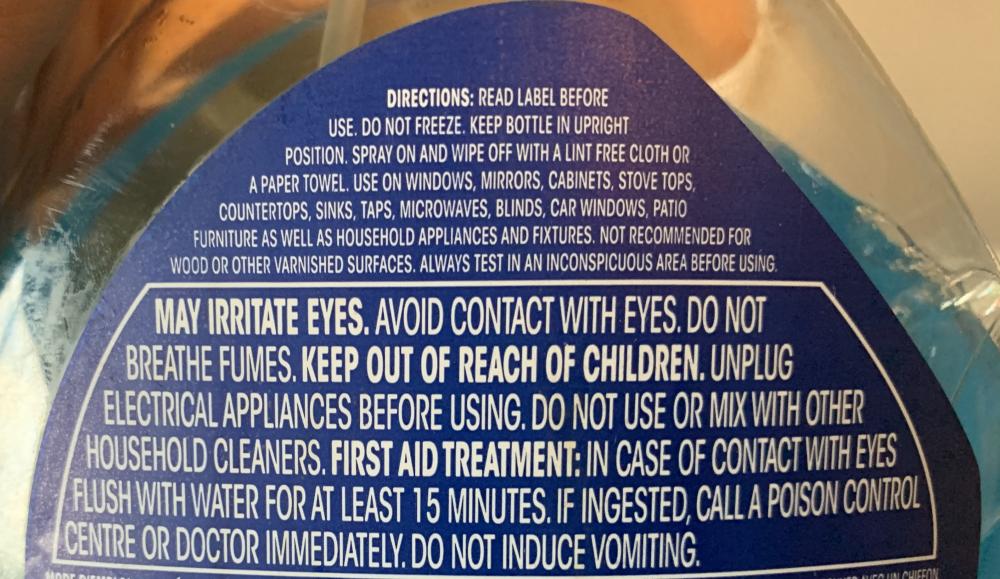 DIRECTIONS: READ LABEL BEFORE
USE. DO NOT FREEZE. KEEP BOTTLE IN UPRIGHT
POSITION. SPRAY ON AND WIPE OFF WITH A LINT FREE CLOTH OR
A PAPER TOWEL. USE ON WINDOWS, MIRRORS, CABINETS, STOVE TOPS,
COUNTERTOPS, SINKS, TAPS, MICROWAVES, BLINDS, CAR WINDOWS, PATIO
FURNITURE AS WELL AS HOUSEHOLD APPLIANCES AND FIXTURES. NOT RECOMMENDED FOR
WOOD OR OTHER VARNISHED SURFACES. ALWAYS TEST IN AN INCONSPICUOUS AREA BEFORE USING.
MAY IRRITATE EYES. AVOID CONTACT WITH EYES. DO NOT
BREATHE FUMES. KEEP OUT OF REACH OF CHILDREN. UNPLUG
ELECTRICAL APPLIANCES BEFORE USING. DO NOT USE OR MIX WITH OTHER
HOUSEHOLD CLEANERS. FIRST AID TREATMENT: IN CASE OF CONTACT WITH EYES
FLUSH WITH WATER FOR AT LEAST 15 MINUTES. IF INGESTED, CALL A POISON CONTROL
CENTRE OR DOCTOR IMMEDIATELY. DO NOT INDUCE VOMITING.
AVEC UN CHIFFON